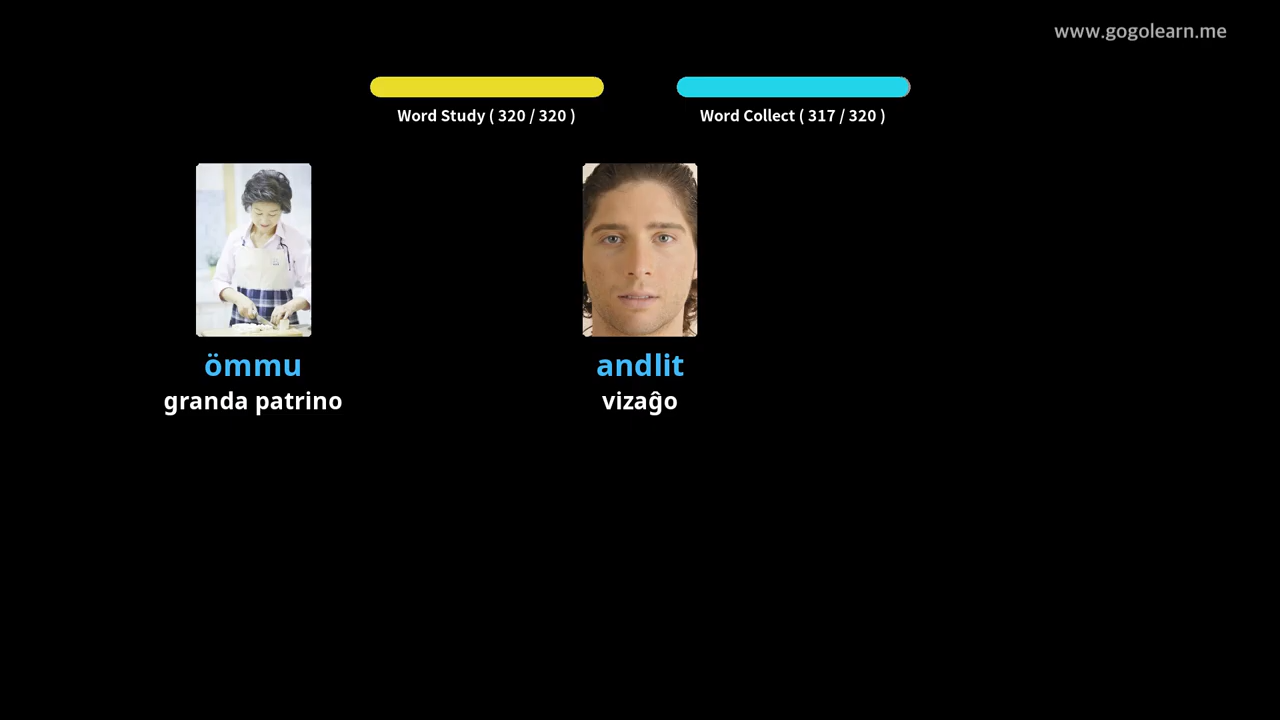 www.gogolearn.me
Word Study ( 320 / 320 )
Word Collect ( 317 / 320 )
ömmu
granda patrino
andlit
vizaĝo